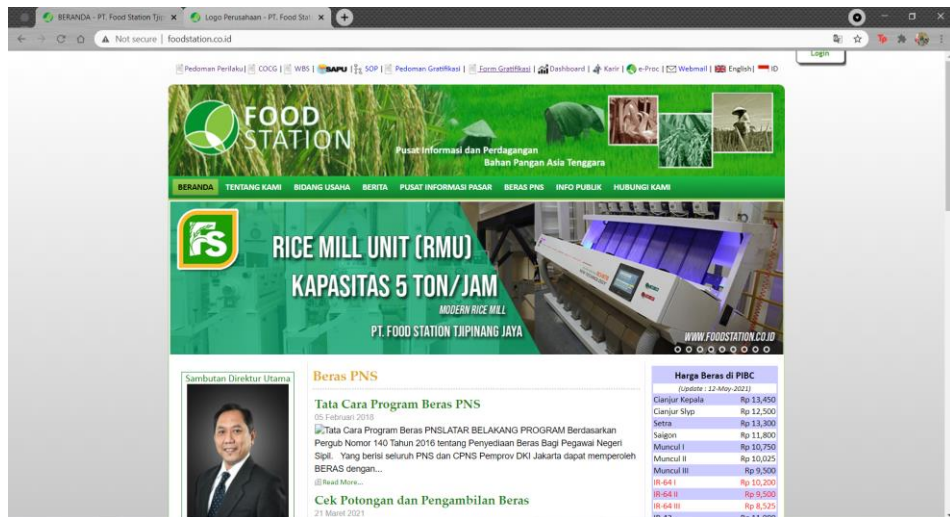 BERANDA - PT. Food Station Tjip
Logo Perusahaan - PT. Food Stat
Not secure | foodstation.co.id
Login
Pedoman Perilaku| COCG | WBS | SAPU | SOP | Pedoman Gratifikasi | Form Gratifikasi | Dashboard | Karir | e-Proc | Webmail | English| ID
FOOD
STATION
Pusat Informasi dan Perdagangan
Bahan Pangan Asia Tenggara
BERANDA TENTANG KAMI BIDANG USAHA BERITA PUSAT INFORMASI PASAR BERAS PNS INFO PUBLIK HUBUNGI KAMI
FS
RICE MILL UNIT (RMU)
KAPASITAS 5 TON/JAM
MODERN RICE MILL
PT. FOOD STATION TJIPINANG JAYA
WWW.FOODSTATION.CO.ID
Sambutan Direktur Utama
Beras PNS
Tata Cara Program Beras PNS
05 Februari 2018
Tata Cara Program Beras PNSLATAR BELAKANG PROGRAM Berdasarkan
Pergub Nomor 140 Tahun 2016 tentang Penyediaan Beras Bagi Pegawai Negeri
Sipil. Yang berisi seluruh PNS dan CPNS Pemprov DKI Jakarta dapat memperoleh
BERAS dengan...
Read More...
Cek Potongan dan Pengambilan Beras
21 Maret 2021
Harga Beras di PIBC
(Update : 12-May-2021)
Cianjur Kepala Rp 13,450
Cianjur Slyp Rp 12,500
Setra Rp 13,300
Saigon Rp 11,800
Muncul I Rp 10,750
Muncul II Rp 10,025
Muncul III Rp 9,500
IR-64 I Rp 10,200
IR-64 II Rp 9,500
IR-64 III Rp 8,525